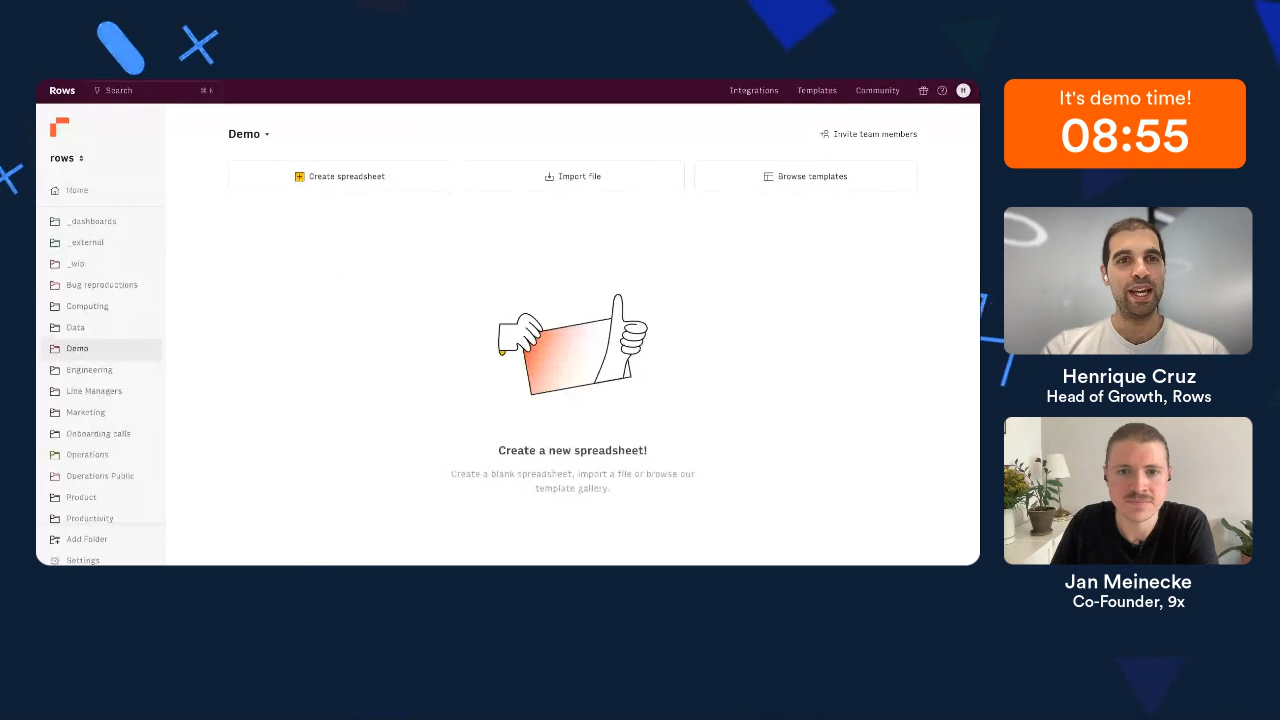 Rows
Search
⌘ K
Integrations
Templates
Community
M
rows
Home
_dashboards
_external
_wip
Bug reproductions
Computing
Data
Demo
Engineering
Line Managers
Marketing
Onboarding calls
Operations
Operations Public
Product
Productivity
Add Folder
Settings
Demo
Invite team members
Create spreadsheet
Import file
Browse templates
Create a new spreadsheet!
Create a blank spreadsheet, import a file or browse our
template gallery.
It's demo time!
08:55
Henrique Cruz
Head of Growth, Rows
Jan Meinecke
Co-Founder, 9x